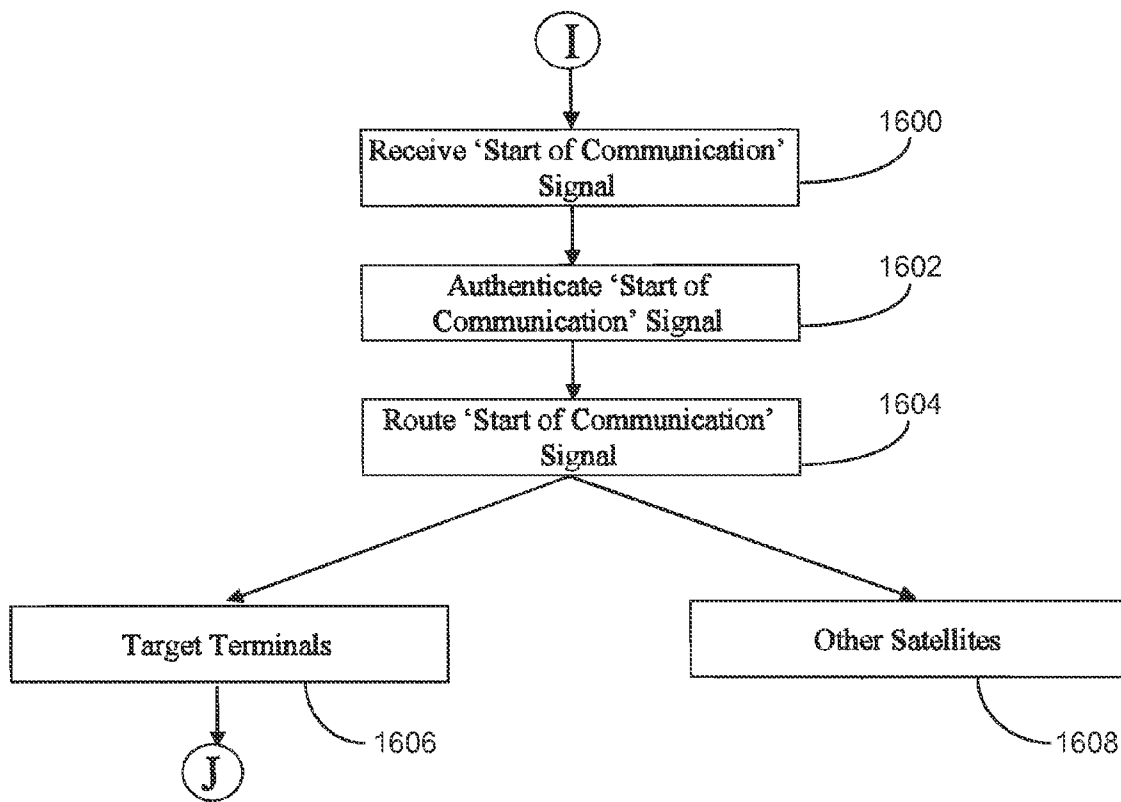 I
1600
Receive ‘Start of Communication’
Signal
1602
Authenticate ‘Start of
Communication’ Signal
1604
Route ‘Start of Communication’
Signal
Target Terminals
Other Satellites
1606
1608
J